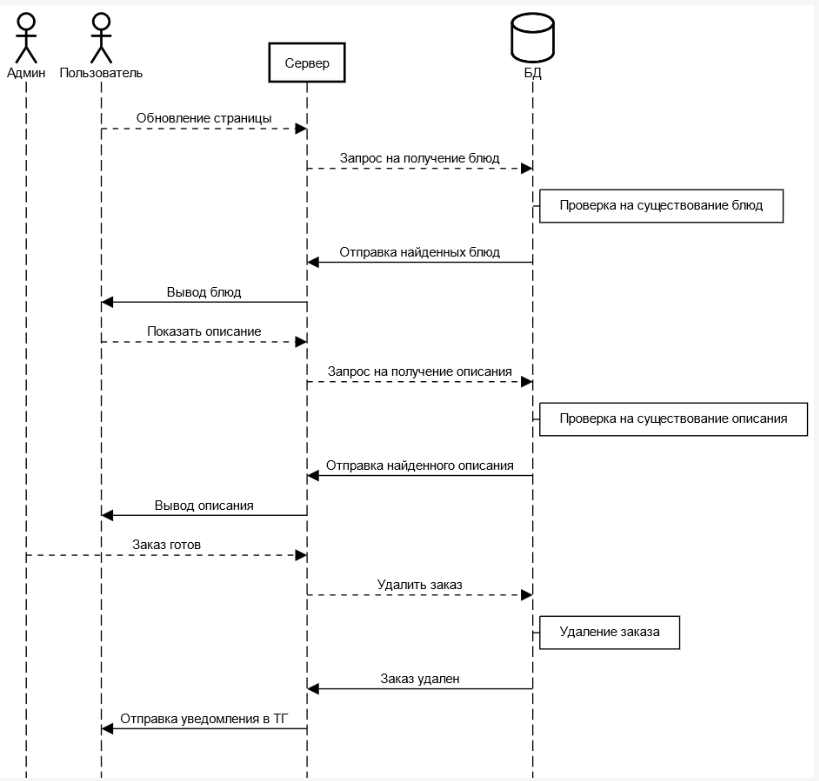 Админ
Пользователь
Сервер
БД
Обновление страницы
Запрос на получение блюд
Проверка на существование блюд
Отправка найденных блюд
Вывод блюд
Показать описание
Запрос на получение описания
Проверка на существование описания
Отправка найденного описания
Вывод описания
Заказ готов
Удалить заказ
Удаление заказа
Заказ удален
Отправка уведомления в ТГ